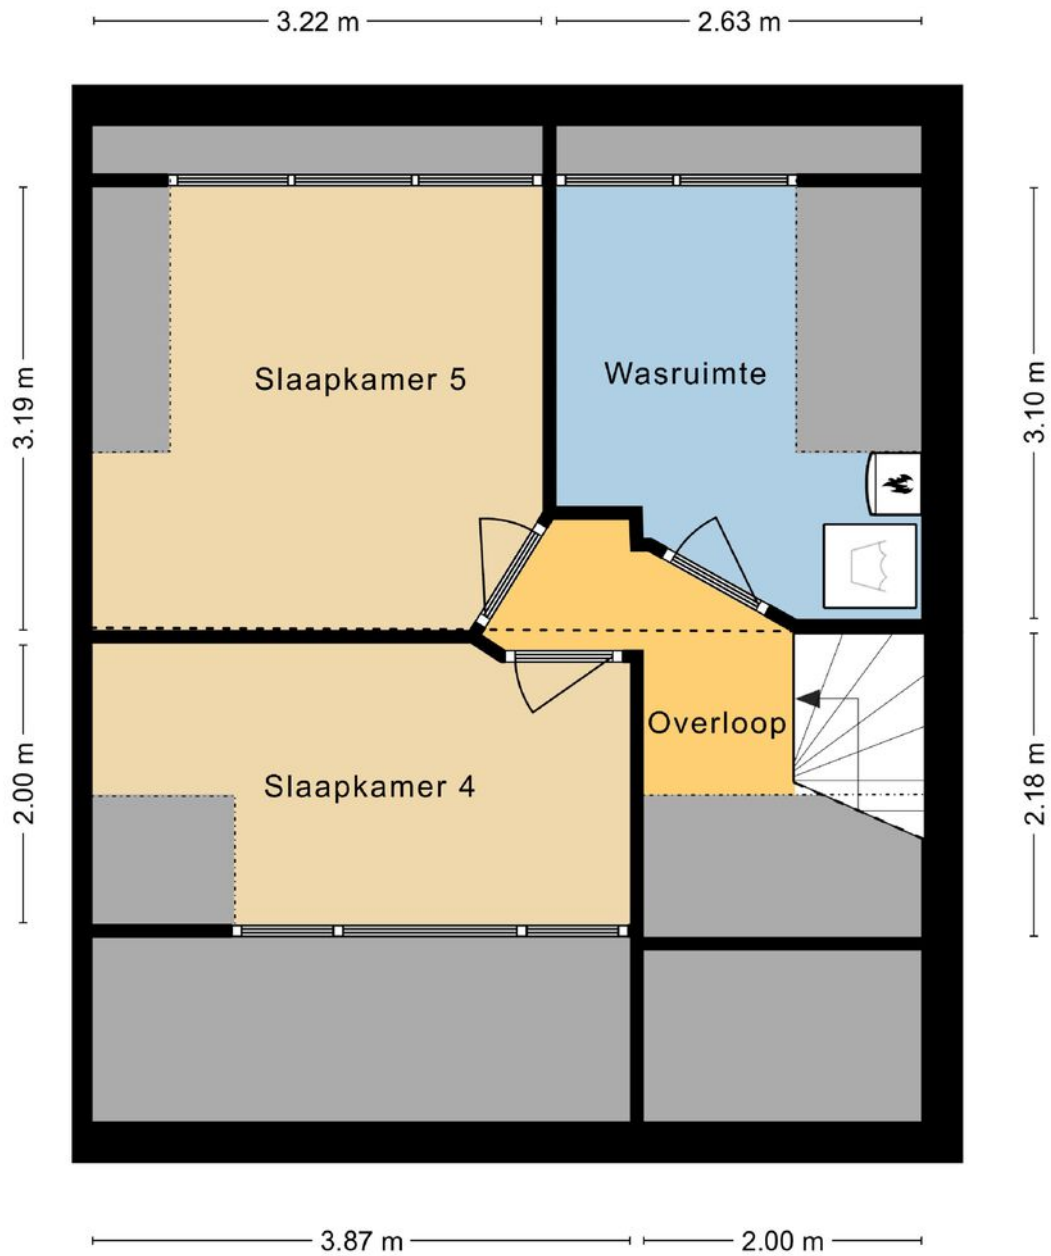 3.22 m
2.63 m
3.19 m
3.10 m
Slaapkamer 5
Wasruimte
Overloop
2.00 m
Slaapkamer 4
2.18 m
3.87 m
2.00 m